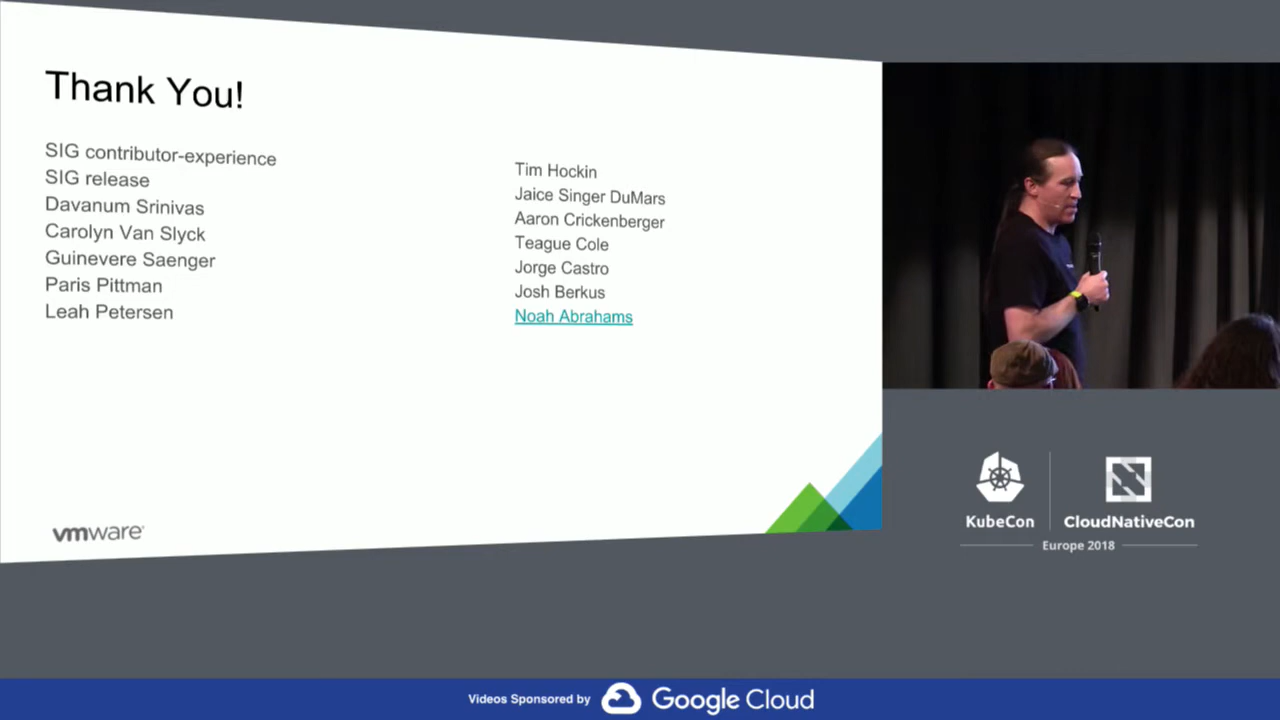 Thank You!
SIG contributor-experience
SIG release
Davanum Srinivas
Carolyn Van Slyck
Guinevere Saenger
Paris Pittman
Leah Petersen
Tim Hockin
Jaice Singer DuMars
Aaron Crickenberger
Teague Cole
Jorge Castro
Josh Berkus
Noah Abrahams
vmware
KubeCon
CloudNativeCon
Europe 2018
Videos Sponsored by Google Cloud